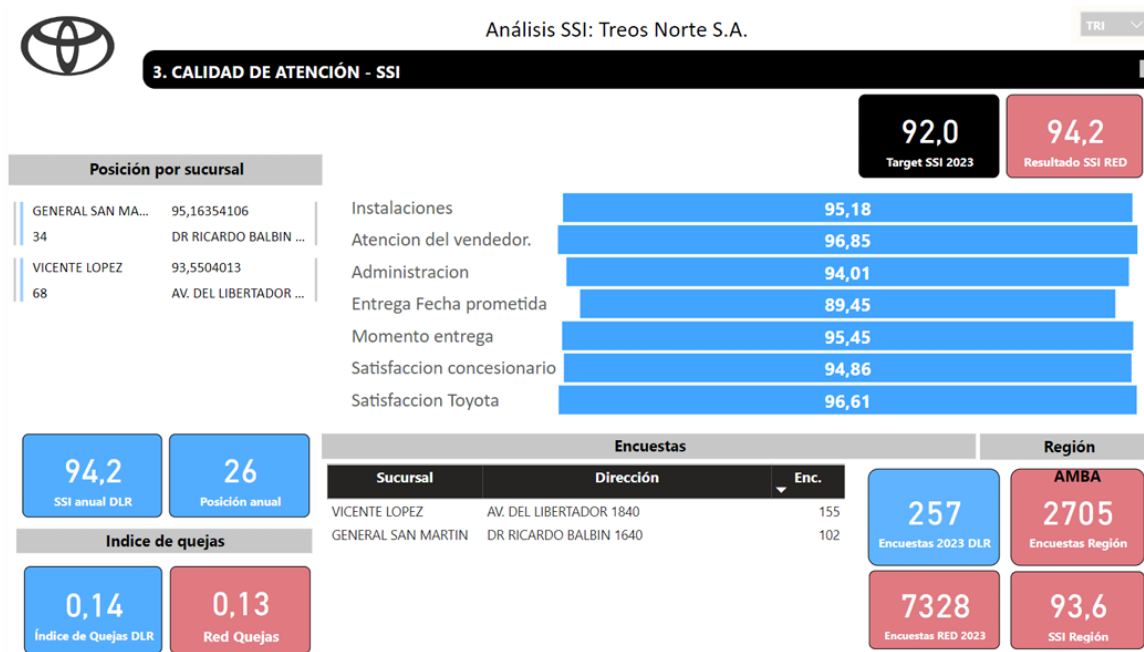 Análisis SSI: Treos Norte S.A.
TRI
3. CALIDAD DE ATENCIÓN - SSI
92,0
Target SSI 2023
94,2
Resultado SSI RED
Posición por sucursal
GENERAL SAN MA... 95,16354106
34 DR RICARDO BALBIN ...
VICENTE LOPEZ 93,5504013
68 AV. DEL LIBERTADOR ...
Instalaciones 95,18
Atencion del vendedor. 96,85
Administracion 94,01
Entrega Fecha prometida 89,45
Momento entrega 95,45
Satisfaccion concesionario 94,86
Satisfaccion Toyota 96,61
94,2
SSI anual DLR
26
Posición anual
Indice de quejas
0,14
Índice de Quejas DLR
0,13
Red Quejas
Encuestas
Sucursal Dirección Enc.
VICENTE LOPEZ AV. DEL LIBERTADOR 1840 155
GENERAL SAN MARTIN DR RICARDO BALBIN 1640 102
Región
AMBA
257
Encuestas 2023 DLR
2705
Encuestas Región
7328
Encuestas RED 2023
93,6
SSI Región